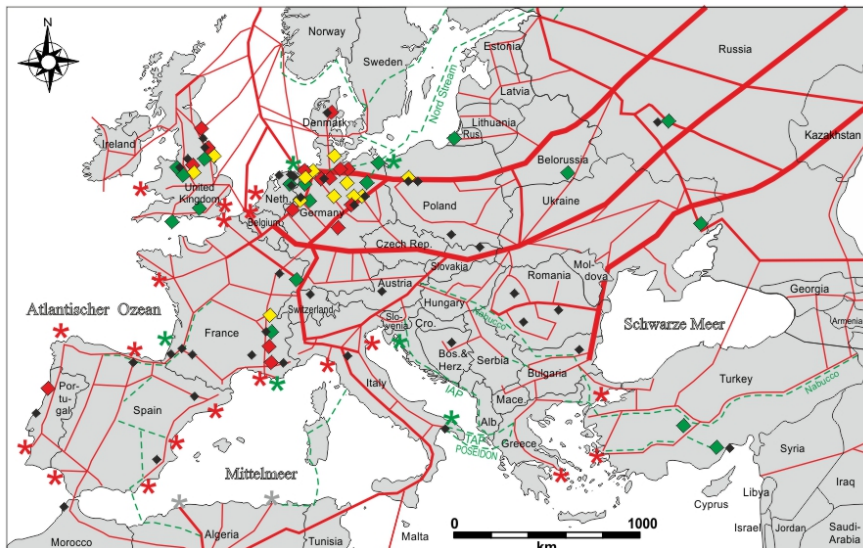 N
Norway
Sweden
Estonia
Russia
Latvia
Nord Stream
Denmark
Lithuania
Rus.
Ireland
Kazakhstan
Belorussia
United
Kingdom
Neth.
Germany
Poland
Ukraine
Belgium
Czech Rep.
Slovakia
Mol-
dova
Austria
Romania
Hungary
Georgia
Atlantischer Ozean
Switzerland
Slo-
venia
Cro.
Nabucco
Schwarze Meer
Armenia
France
Bos.&
Herz.
Serbia
Italy
Bulgaria
Turkey
Nabucco
Por-
tu-
gal
Spain
IAP
Mace.
Alb.
TAP
Greece
POSEIDON
Syria
Mittelmeer
Iraq
Cyprus
Libya
0
1000
km
Israel
Jordan
Saudi-
Arabia
Malta
Morocco
Algeria
Tunisia